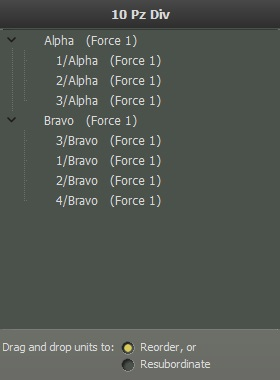 10 Pz Div
Alpha (Force 1)
1/Alpha (Force 1)
2/Alpha (Force 1)
3/Alpha (Force 1)
Bravo (Force 1)
3/Bravo (Force 1)
1/Bravo (Force 1)
2/Bravo (Force 1)
4/Bravo (Force 1)
Drag and drop units to: Reorder, or
Resubordinate